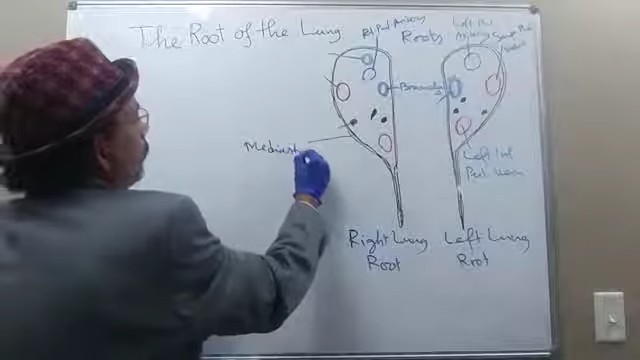 The Root of the Lung
Rt Pul Artery
Roots
Left Pul
Artery
Bronchus
Mediast
Left Inf
Pul Vein
Right Lung
Root
Left Lung
Root